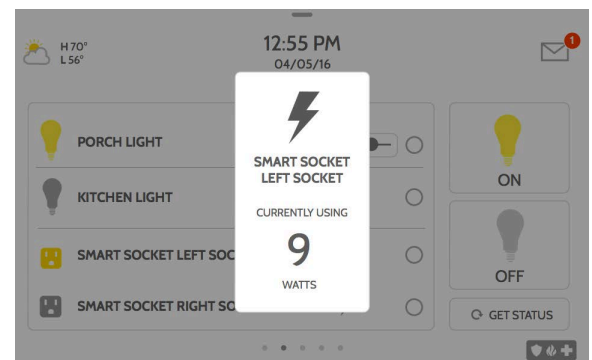 H 70°
L 56°
12:55 PM
04/05/16
1
PORCH LIGHT
KITCHEN LIGHT
SMART SOCKET LEFT SOC
SMART SOCKET RIGHT SO
SMART SOCKET
LEFT SOCKET
CURRENTLY USING
9
WATTS
ON
OFF
GET STATUS